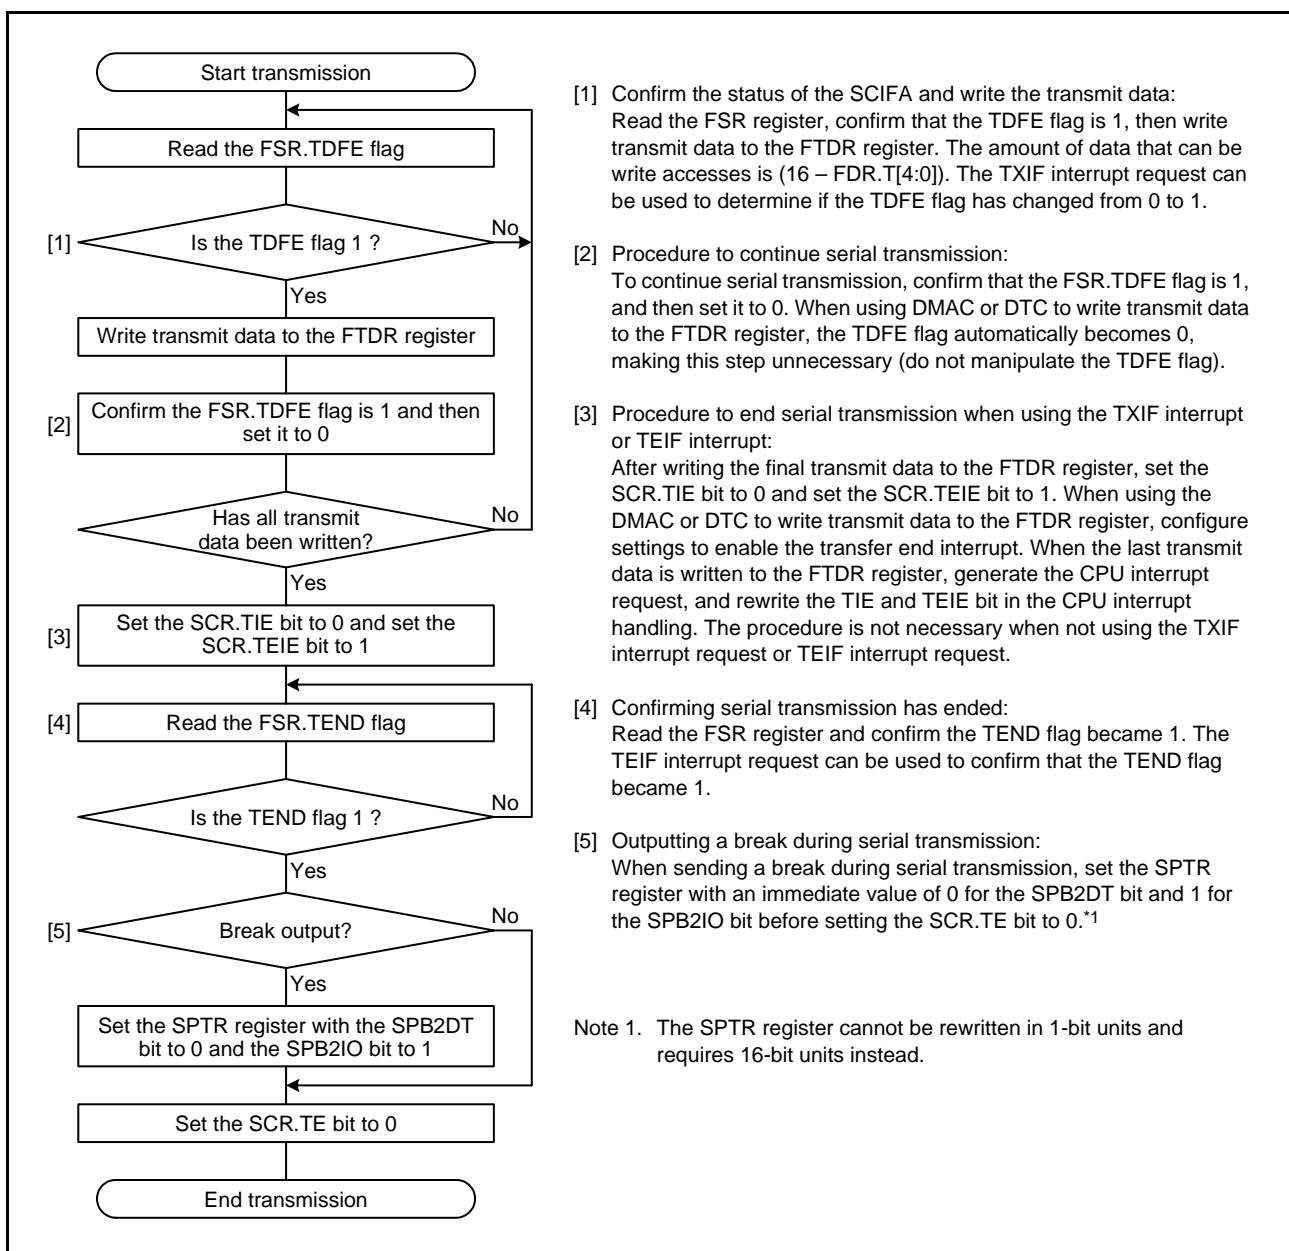 Start transmission
Read the FSR.TDFE flag
[1]
Is the TDFE flag 1 ?
No
Yes
Write transmit data to the FTDR register
[2]
Confirm the FSR.TDFE flag is 1 and then
set it to 0
Has all transmit
data been written?
No
Yes
[3]
Set the SCR.TIE bit to 0 and set the
SCR.TEIE bit to 1
[4]
Read the FSR.TEND flag
Is the TEND flag 1 ?
No
Yes
[5]
Break output?
No
Yes
Set the SPTR register with the SPB2DT
bit to 0 and the SPB2IO bit to 1
Set the SCR.TE bit to 0
End transmission
[1] Confirm the status of the SCIFA and write the transmit data:
Read the FSR register, confirm that the TDFE flag is 1, then write
transmit data to the FTDR register. The amount of data that can be
write accesses is (16 – FDR.T[4:0]). The TXIF interrupt request can
be used to determine if the TDFE flag has changed from 0 to 1.
[2] Procedure to continue serial transmission:
To continue serial transmission, confirm that the FSR.TDFE flag is 1,
and then set it to 0. When using DMAC or DTC to write transmit data
to the FTDR register, the TDFE flag automatically becomes 0,
making this step unnecessary (do not manipulate the TDFE flag).
[3] Procedure to end serial transmission when using the TXIF interrupt
or TEIF interrupt:
After writing the final transmit data to the FTDR register, set the
SCR.TIE bit to 0 and set the SCR.TEIE bit to 1. When using the
DMAC or DTC to write transmit data to the FTDR register, configure
settings to enable the transfer end interrupt. When the last transmit
data is written to the FTDR register, generate the CPU interrupt
request, and rewrite the TIE and TEIE bit in the CPU interrupt
handling. The procedure is not necessary when not using the TXIF
interrupt request or TEIF interrupt request.
[4] Confirming serial transmission has ended:
Read the FSR register and confirm the TEND flag became 1. The
TEIF interrupt request can be used to confirm that the TEND flag
became 1.
[5] Outputting a break during serial transmission:
When sending a break during serial transmission, set the SPTR
register with an immediate value of 0 for the SPB2DT bit and 1 for
the SPB2IO bit before setting the SCR.TE bit to 0.*1
Note 1. The SPTR register cannot be rewritten in 1-bit units and
requires 16-bit units instead.